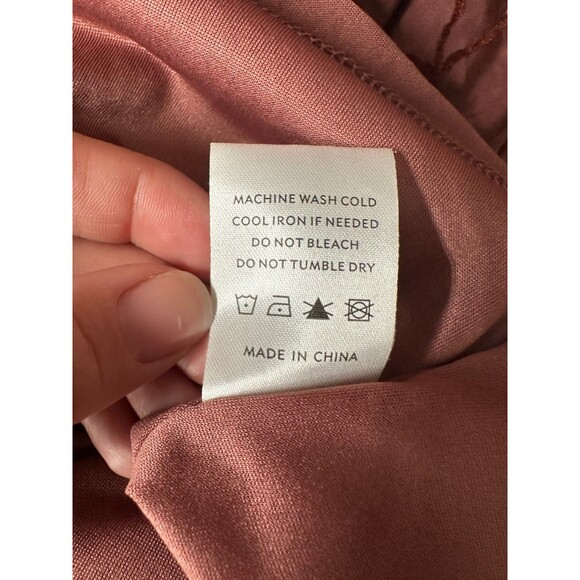 MACHINE WASH COLD
COOL IRON IF NEEDED
DO NOT BLEACH
DO NOT TUMBLE DRY
MADE IN CHINA